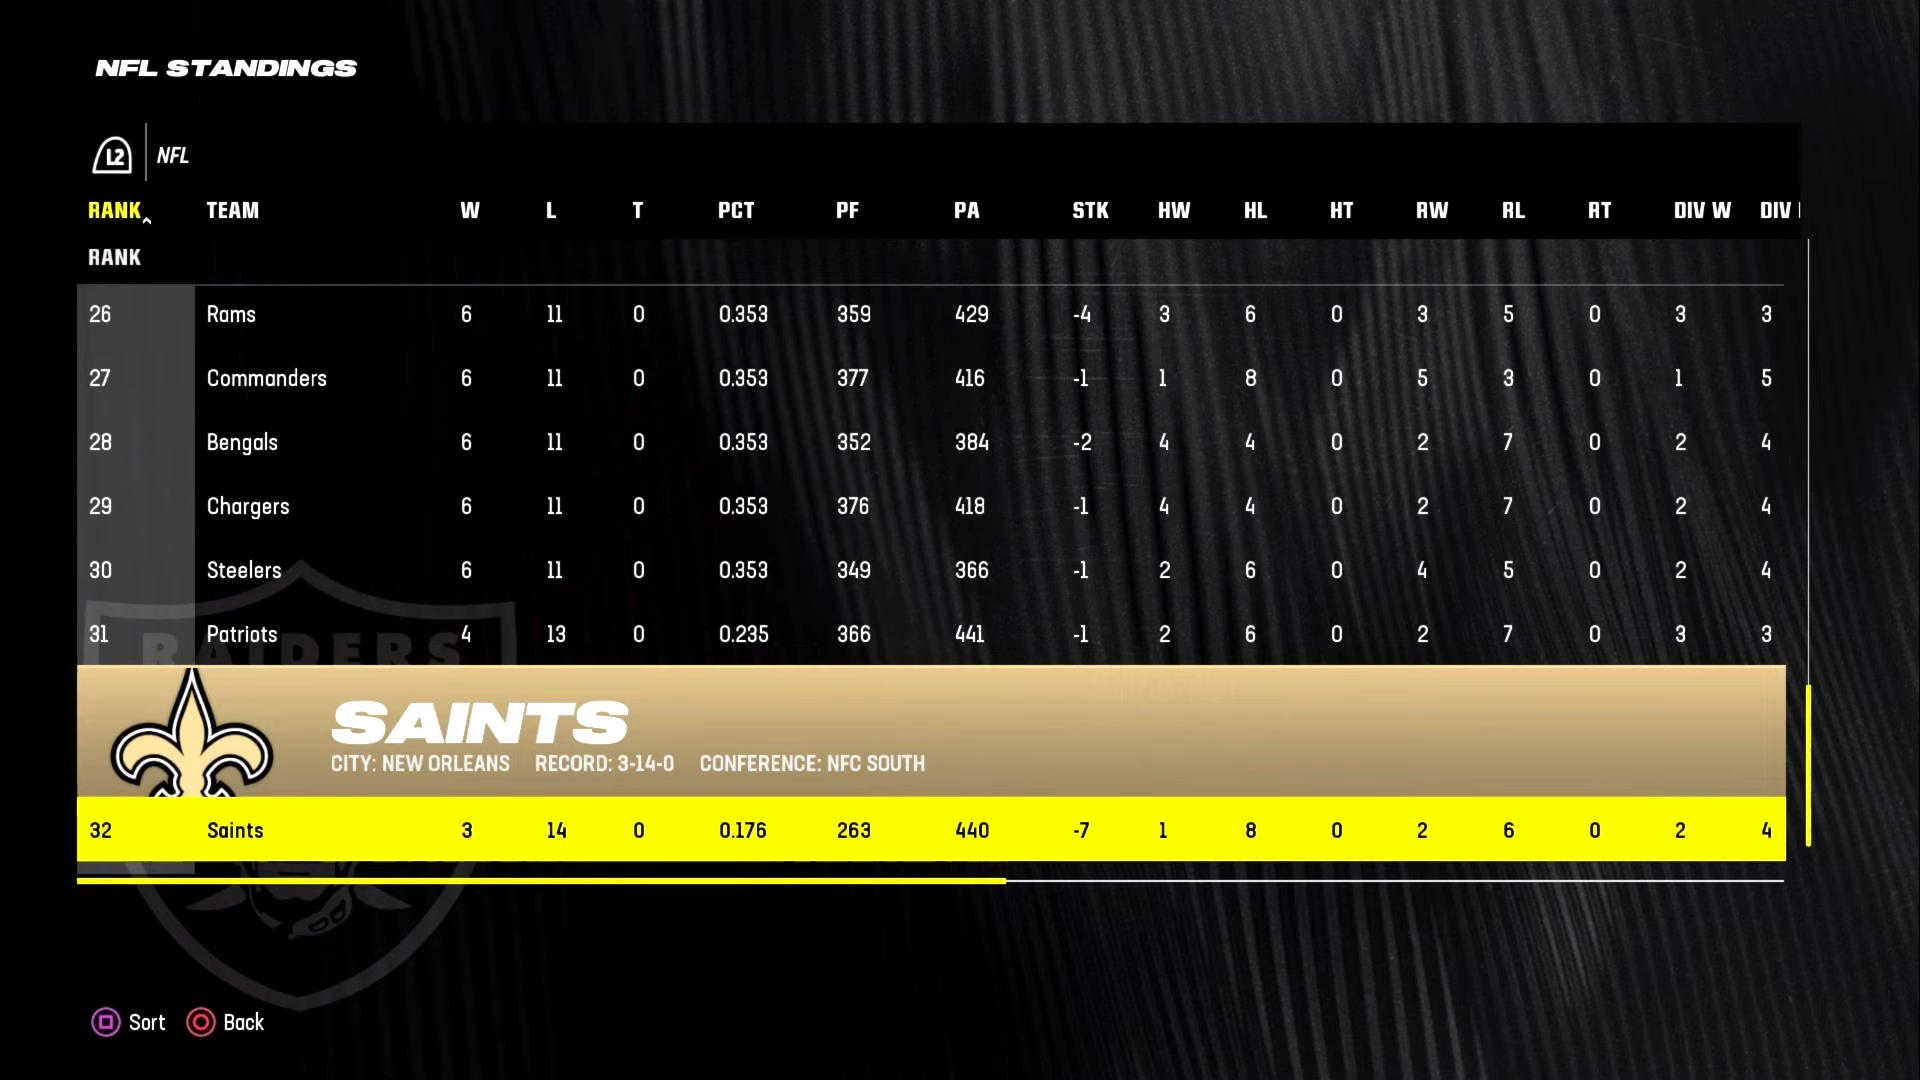 NFL STANDINGS
L2 NFL
RANK TEAM W L T PCT PF PA STK HW HL HT RW RL RT DIV W DIV
RANK
26 Rams 6 11 0 0.353 359 429 -4 3 6 0 3 5 0 3 3
27 Commanders 6 11 0 0.353 377 416 -1 1 8 0 5 3 0 1 5
28 Bengals 6 11 0 0.353 352 384 -2 4 4 0 2 7 0 2 4
29 Chargers 6 11 0 0.353 376 418 -1 4 4 0 2 7 0 2 4
30 Steelers 6 11 0 0.353 349 366 -1 2 6 0 4 5 0 2 4
31 Patriots 4 13 0 0.235 366 441 -1 2 6 0 2 7 0 3 3
RAIDERS
SAINTS
CITY: NEW ORLEANS RECORD: 3-14-0 CONFERENCE: NFC SOUTH
32 Saints 3 14 0 0.176 263 440 -7 1 8 0 2 6 0 2 4
Sort Back